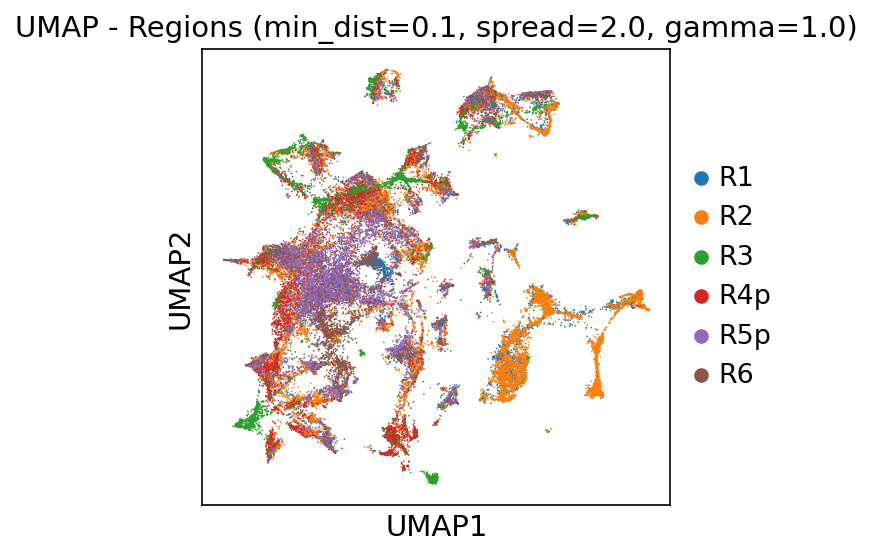 UMAP - Regions (min_dist=0.1, spread=2.0, gamma=1.0)
UMAP2
R1
R2
R3
R4p
R5p
R6
UMAP1